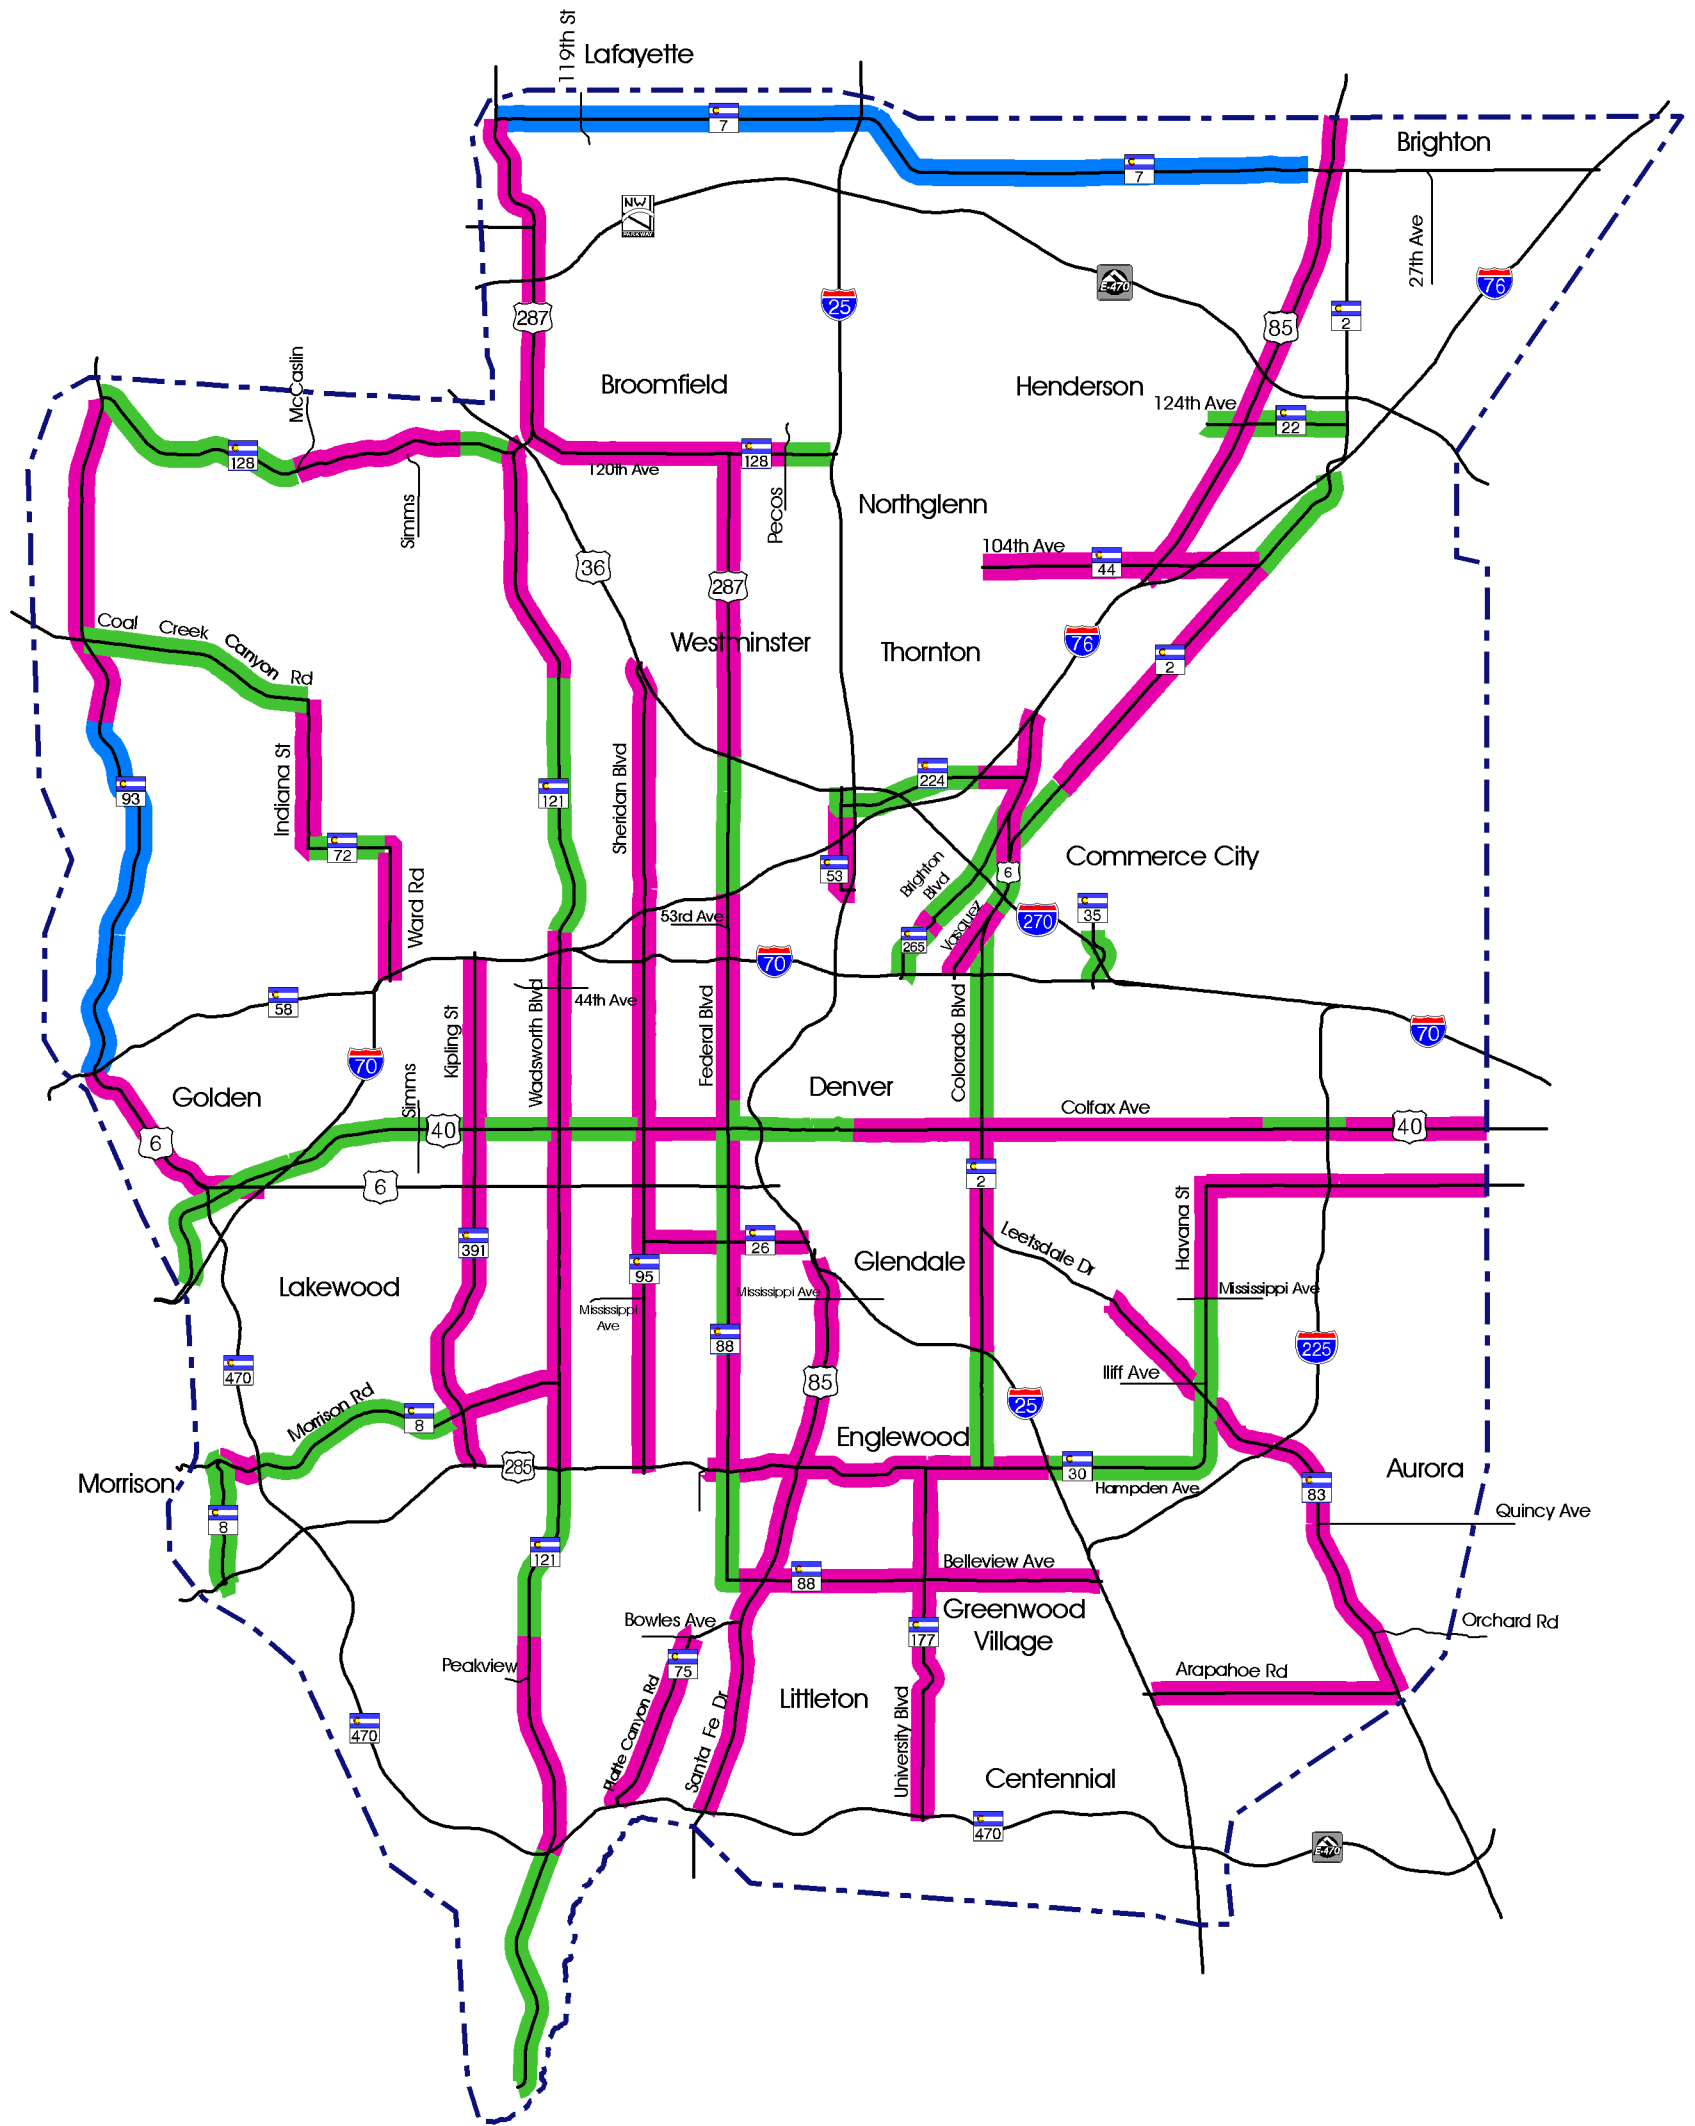 119th St
Lafayette
7
Brighton
7
NW
PARKWAY
27th Ave
E-470
76
25
287
85
2
McCaslin
Broomfield
Henderson
124th Ave
22
128
128
120th Ave
Simms
Pecos
Northglenn
104th Ave
44
36
287
Coal Creek Canyon Rd
Westminster
Thornton
76
2
Indiana St
93
121
Sheridan Blvd
224
72
53
Brighton
Blvd
6
Commerce City
Ward Rd
53rd Ave
265
Vasquez
270
35
70
58
44th Ave
Kipling St
Wadsworth Blvd
Federal Blvd
Colorado Blvd
70
70
Golden
Simms
Denver
Colfax Ave
6
40
40
6
2
Havana St
391
26
Leetsdale Dr
Glendale
Lakewood
95
Mississippi
Ave
Mississippi Ave
Mississippi Ave
88
225
470
85
Iliff Ave
25
Morrison Rd
8
Englewood
Morrison
285
30
Hampden Ave
Aurora
83
8
Quincy Ave
121
88
Belleview Ave
Bowles Ave
177
Greenwood
Village
Orchard Rd
Peakview
75
Arapahoe Rd
Platte Canyon Rd
Santa Fe Dr
Littleton
University Blvd
470
Centennial
470
E-470